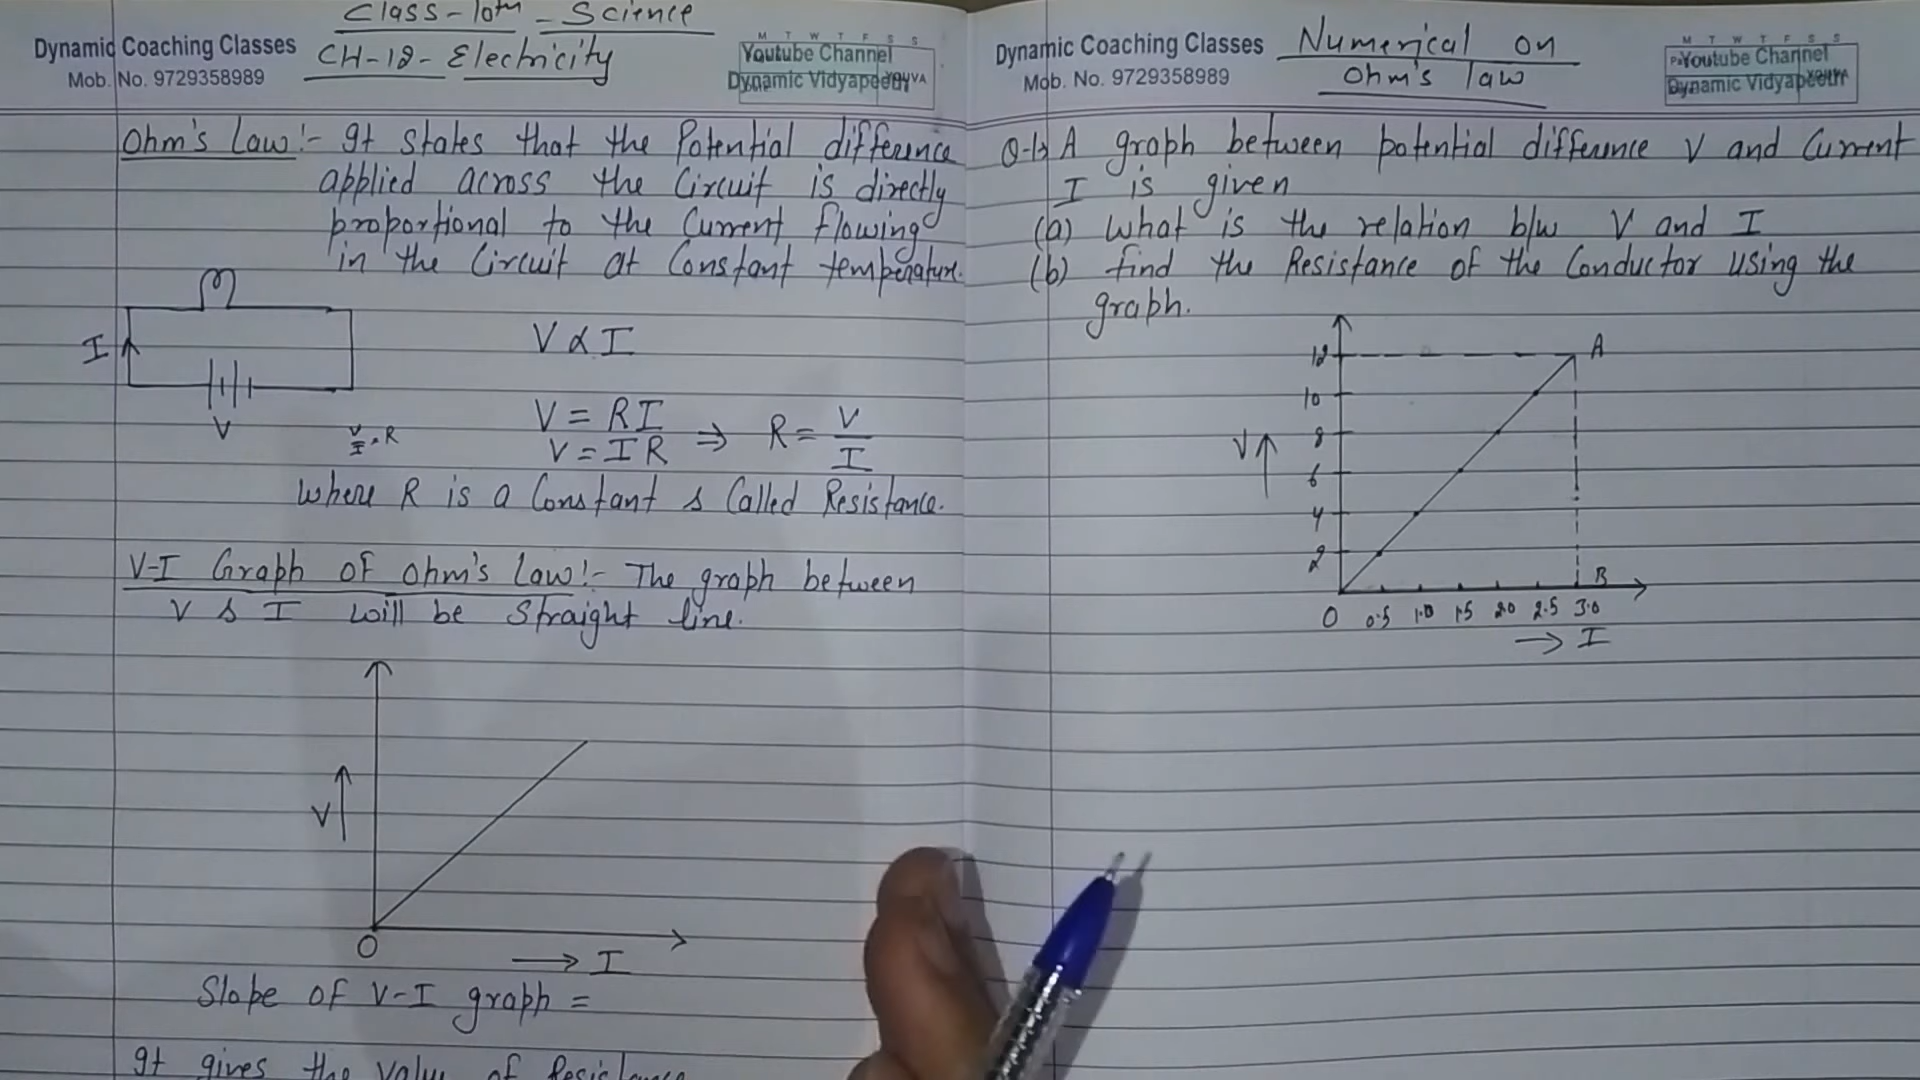 Class-10th - Science
Dynamic Coaching Classes
CH-12- Electricity
Mob. No. 9729358989
M T W T F S S
Youtube Channel
Dynamic Vidyapeeth
Ohm's Law:- It States that the Potential difference
applied across the Circuit is directly
proportional to the Current flowing
in the Circuit at Constant temperature.
I
V
V ∝ I
V = RI
V = IR ⇒ R = V/I
V/I = R
where R is a Constant & Called Resistance.
V-I Graph of Ohm's Law:- The graph between
V & I will be Straight line.
V
O
→ I
Slope of V-I graph =
It gives the Value of Resistance
Dynamic Coaching Classes
Mob. No. 9729358989
Numerical on
Ohm's law
M T W T F S S
Youtube Channel
Dynamic Vidyapeeth
Q-1) A graph between potential difference V and Current
I is given
(a) What is the relation b/w V and I
(b) find the Resistance of the Conductor using the
graph.
12 A
10
V 8
6
4
2
B
O 0.5 1.0 1.5 2.0 2.5 3.0
→ I